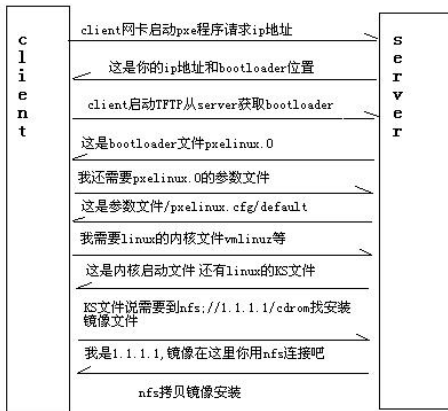 client
client网卡启动pxe程序请求ip地址
server
这是你的ip地址和bootloader位置
client启动TFTP从server获取bootloader
这是bootloader文件pxelinux.0
我还需要pxelinux.0的参数文件
这是参数文件/pxelinux.cfg/default
我需要linux的内核文件vmlinuz等
这是内核启动文件 还有linux的KS文件
KS文件说需要到nfs;//1.1.1.1/cdrom找安装
镜像文件
我是1.1.1.1,镜像在这里你用nfs连接吧
nfs拷贝镜像安装